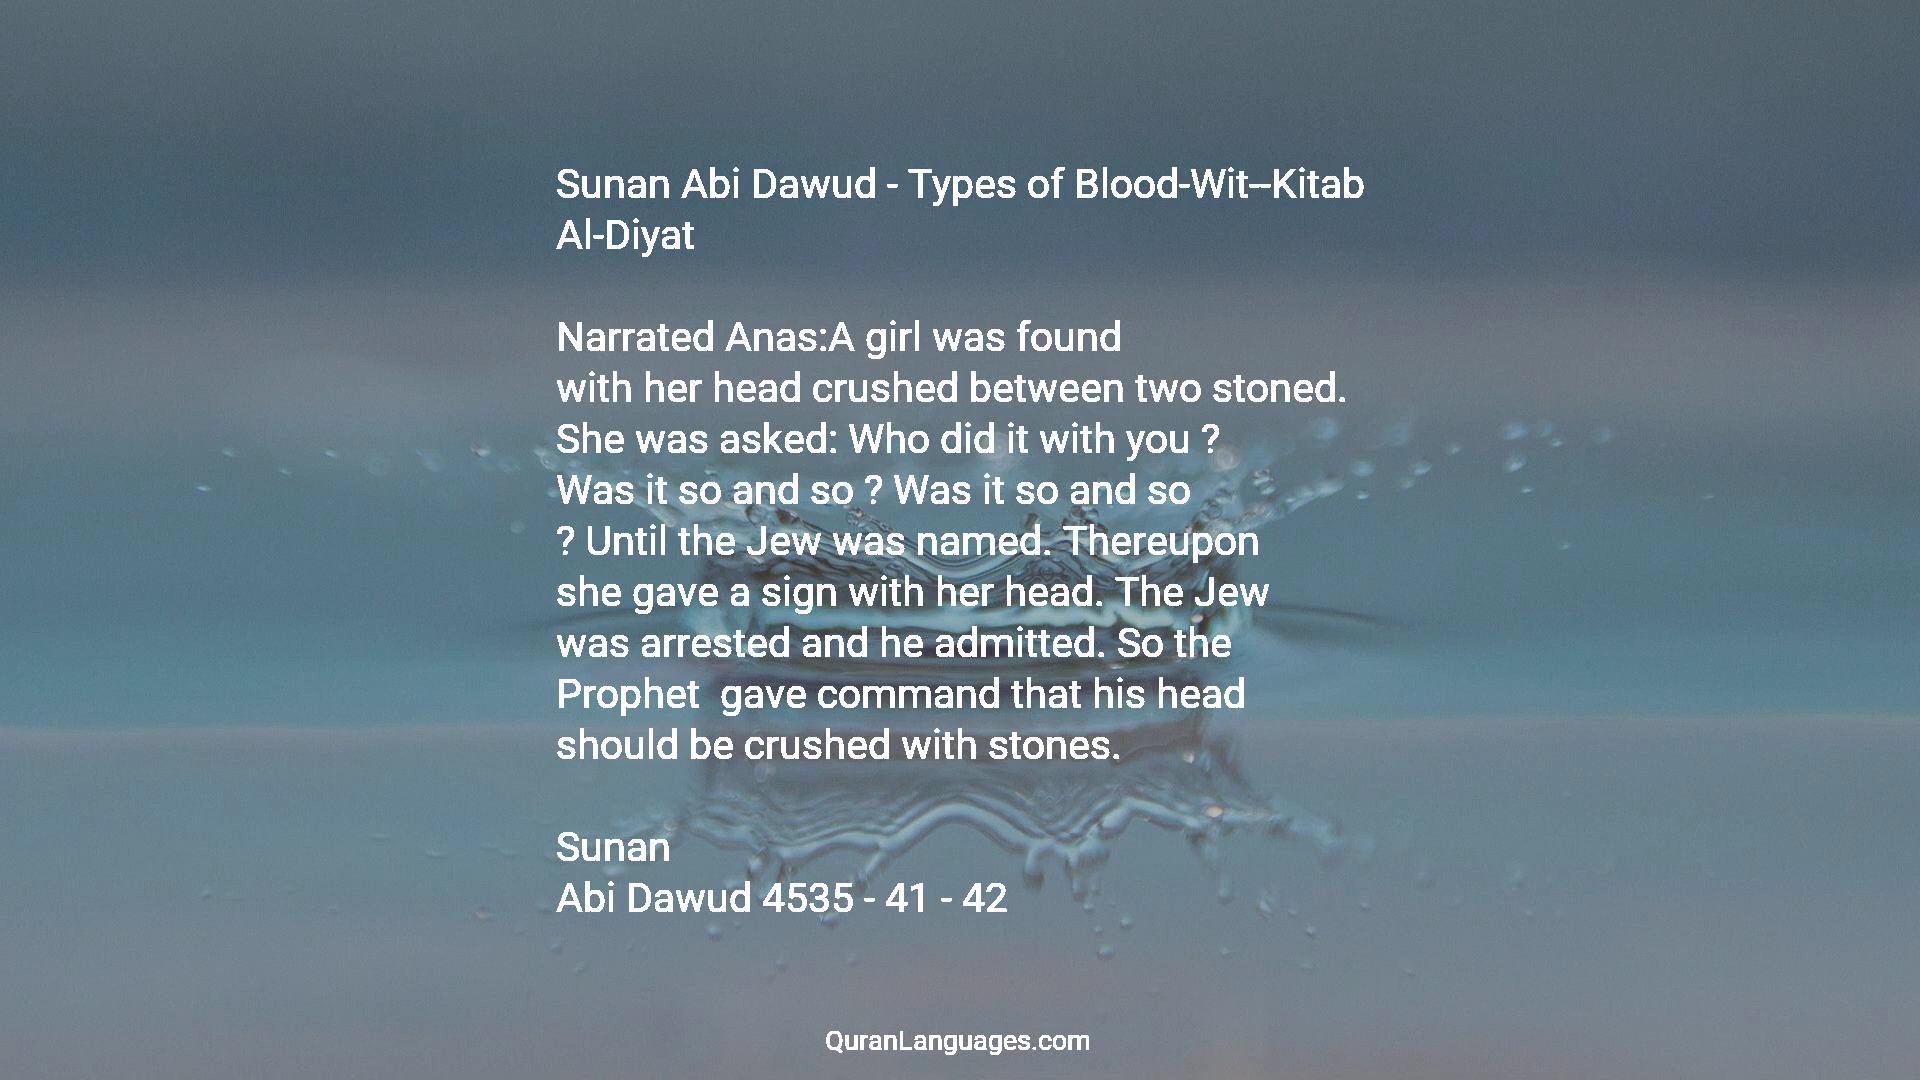 Sunan Abi Dawud - Types of Blood-Wit--Kitab
Al-Diyat
Narrated Anas:A girl was found
with her head crushed between two stoned.
She was asked: Who did it with you ?
Was it so and so ? Was it so and so
? Until the Jew was named. Thereupon
she gave a sign with her head. The Jew
was arrested and he admitted. So the
Prophet  gave command that his head
should be crushed with stones.
Sunan
Abi Dawud 4535 - 41 - 42
QuranLanguages.com